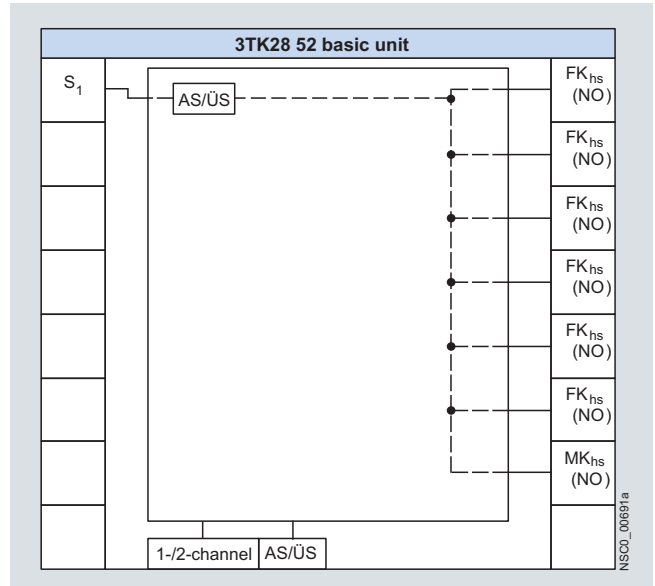 3TK28 52 basic unit
S1
AS/ÜS
FKhs
(NO)
FKhs
(NO)
FKhs
(NO)
FKhs
(NO)
FKhs
(NO)
FKhs
(NO)
MKhs
(NO)
1-/2-channel
AS/ÜS
NSC0_00691a